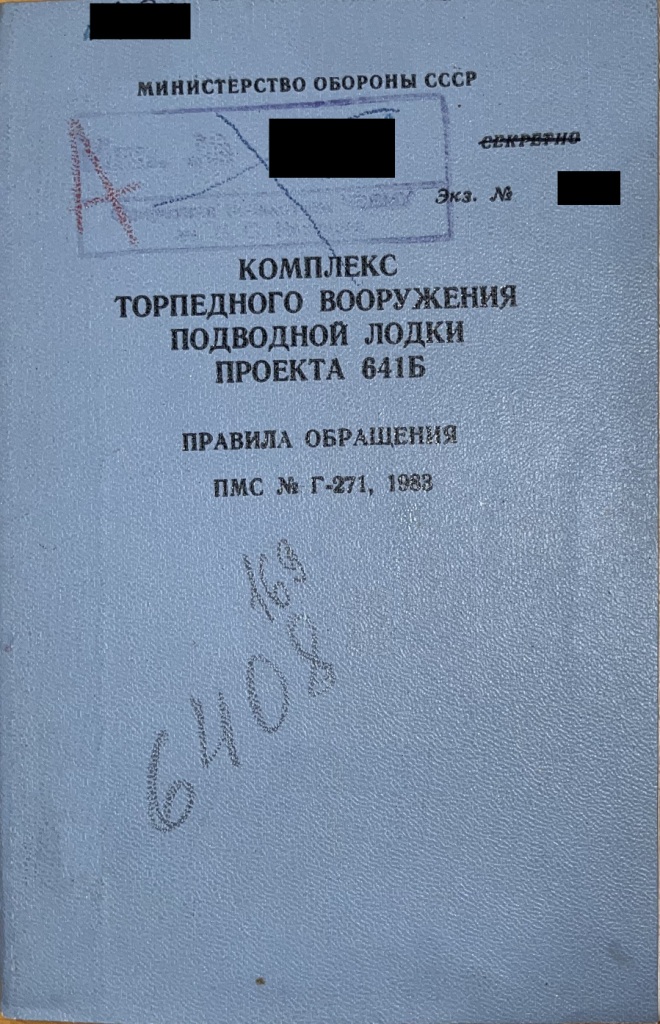 МИНИСТЕРСТВО ОБОРОНЫ СССР
СЕКРЕТНО
Экз. №
КОМПЛЕКС
ТОРПЕДНОГО ВООРУЖЕНИЯ
ПОДВОДНОЙ ЛОДКИ
ПРОЕКТА 641Б
ПРАВИЛА ОБРАЩЕНИЯ
ПМС № Г-271, 1983
169
6408